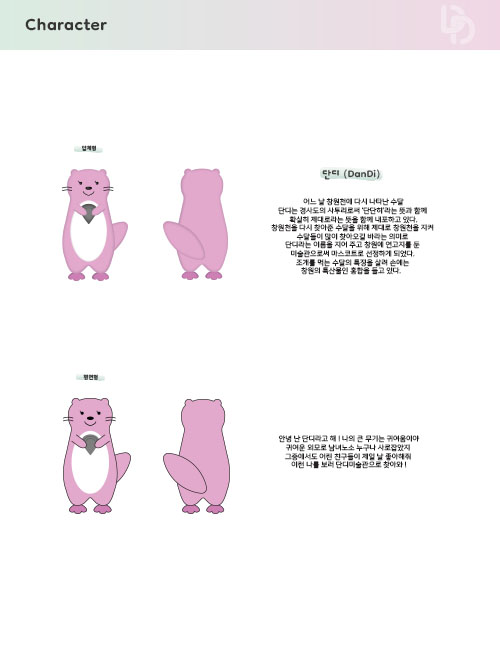 Character
입체형
단디 (DanDi)
어느 날 창원천에 다시 나타난 수달
단디는 경사도의 사투리로써 '단단히'라는 뜻과 함께
확실히 제대로라는 뜻을 함께 내포하고 있다.
창원천을 다시 찾아준 수달을 위해 제대로 창원천을 지켜
수달들이 많이 찾아오길 바라는 의미로
단디라는 이름을 지어 주고 창원에 연고지를 둔
미술관으로써 마스코트로 선정하게 되었다.
조개를 먹는 수달의 특징을 살려 손에는
창원의 특산물인 홍합을 들고 있다.
평면형
안녕 난 단디라고 해 ! 나의 큰 무기는 귀여움이야
귀여운 외모로 남녀노소 누구나 사로잡았지
그중에서도 어린 친구들이 제일 날 좋아해줘
이런 나를 보러 단디미술관으로 찾아와 !